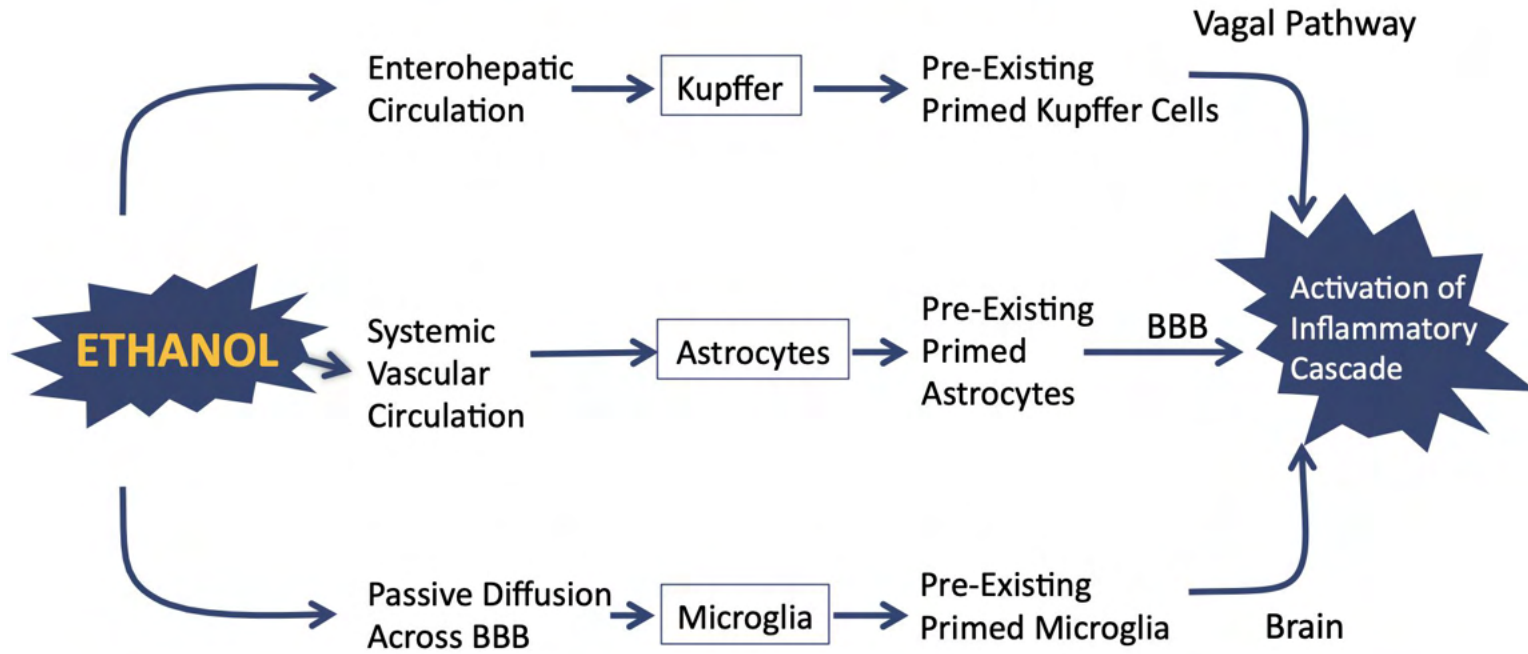 Vagal Pathway
Enterohepatic
Circulation
Kupffer
Pre-Existing
Primed Kupffer Cells
ETHANOL
Systemic
Vascular
Circulation
Astrocytes
Pre-Existing
Primed
Astrocytes
BBB
Activation of
Inflammatory
Cascade
Passive Diffusion
Across BBB
Microglia
Pre-Existing
Primed Microglia
Brain